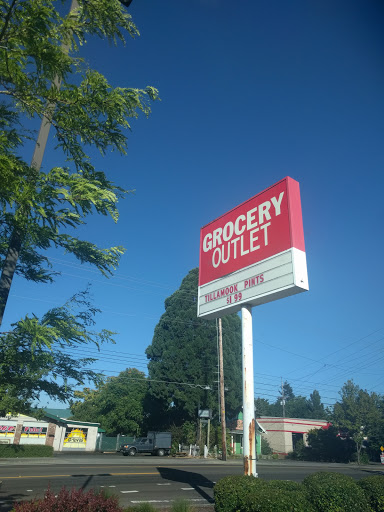 GROCERY
OUTLET
TILLAMOOK PINTS
$1.99